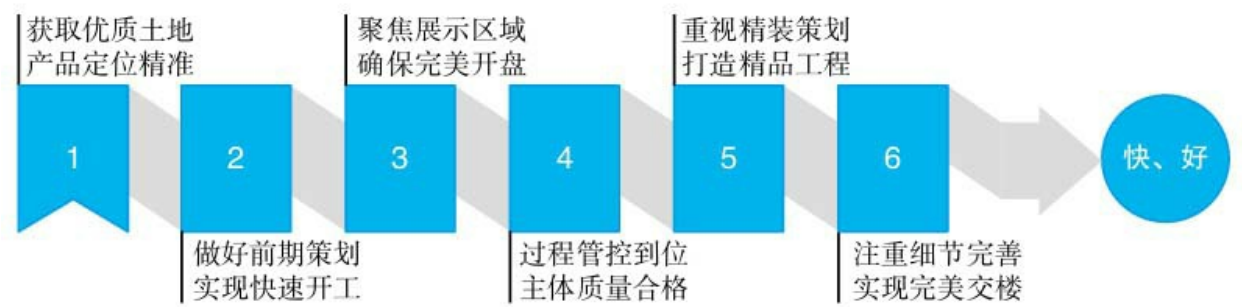 获取优质土地
产品定位精准
1
2
做好前期策划
实现快速开工
聚焦展示区域
确保完美开盘
3
4
过程管控到位
主体质量合格
重视精装策划
打造精品工程
5
6
注重细节完善
实现完美交楼
快、好